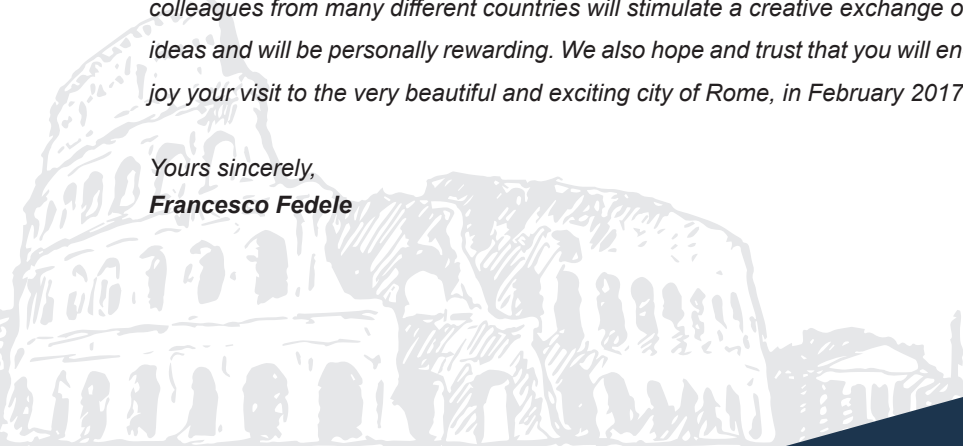 colleagues from many different countries will stimulate a creative exchange o
ideas and will be personally rewarding. We also hope and trust that you will en
joy your visit to the very beautiful and exciting city of Rome, in February 2017
Yours sincerely,
Francesco Fedele